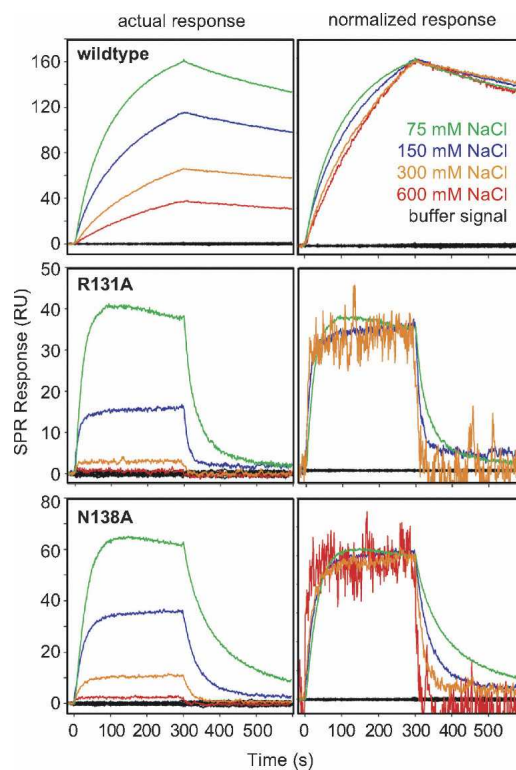 actual response
normalized response
wildtype
160
120
80
40
0
75 mM NaCl
150 mM NaCl
300 mM NaCl
600 mM NaCl
buffer signal
SPR Response (RU)
R131A
50
40
30
20
10
0
N138A
60
40
20
0
0 100 200 300 400 500
0 100 200 300 400 500
Time (s)